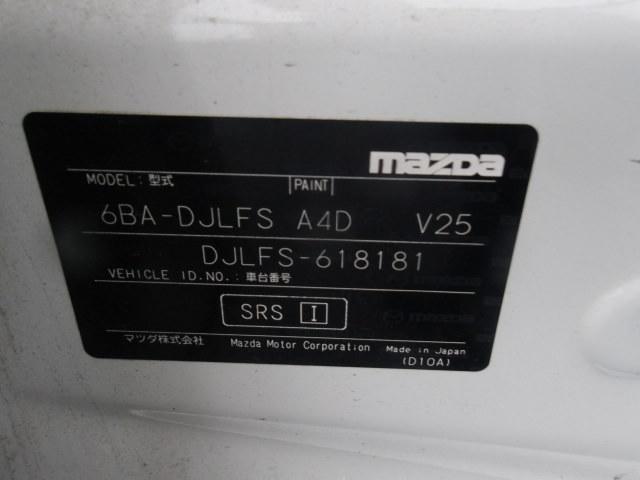 mazda
MODEL: 型式 PAINT
6BA-DJLFS A4D V25
DJLFS-618181
VEHICLE ID.NO.: 車台番号
SRS I
マツダ株式会社 Mazda Motor Corporation Made in Japan
(D10A)